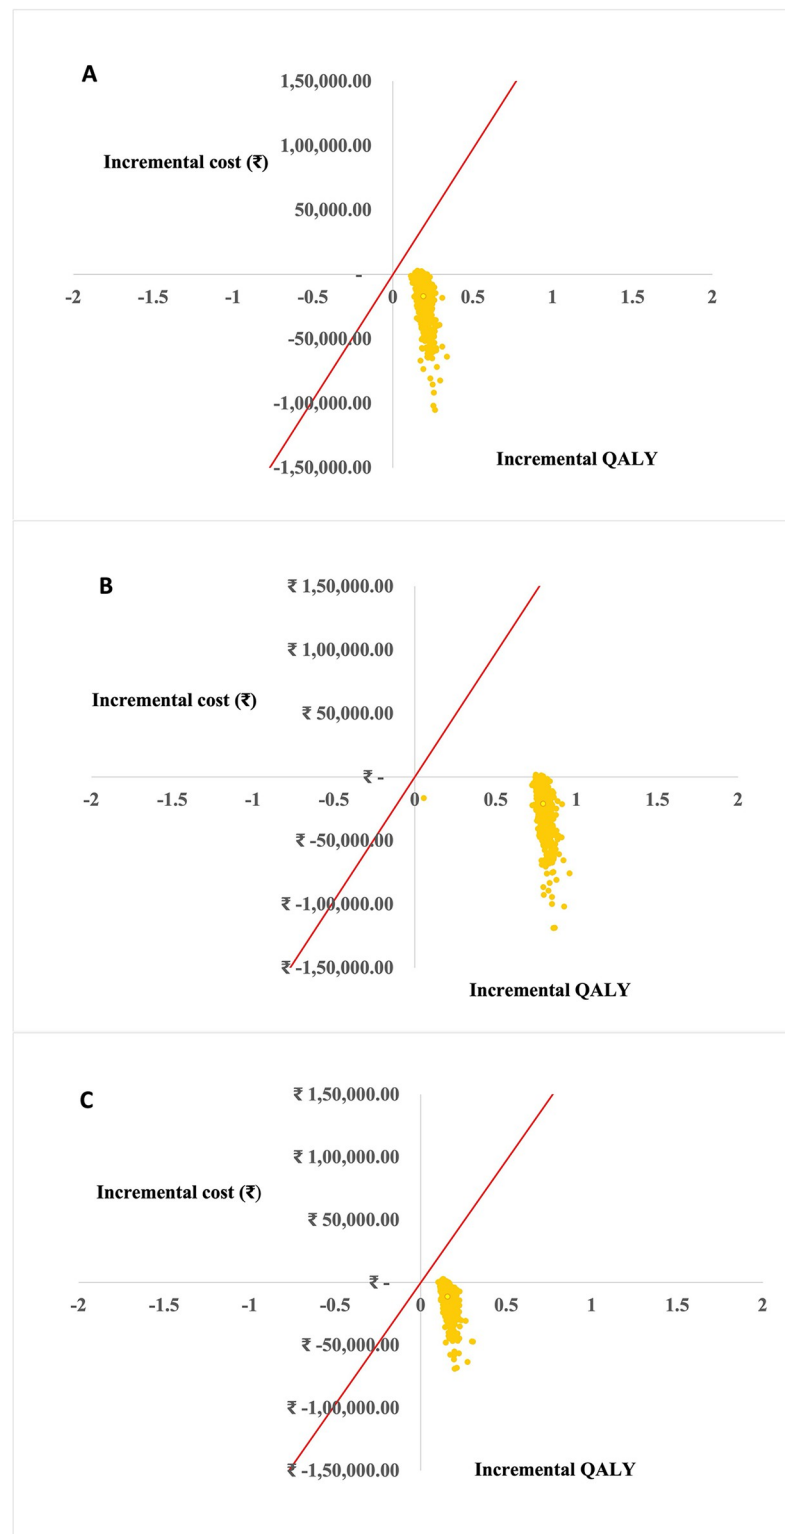 A
1,50,000.00
1,00,000.00
Incremental cost (₹)
50,000.00
-
-2 -1.5 -1 -0.5 0 0.5 1 1.5 2
-50,000.00
-1,00,000.00
Incremental QALY
-1,50,000.00
B
₹ 1,50,000.00
₹ 1,00,000.00
Incremental cost (₹)
₹ 50,000.00
₹ -
-2 -1.5 -1 -0.5 0 0.5 1 1.5 2
₹ -50,000.00
₹ -1,00,000.00
₹ -1,50,000.00
Incremental QALY
C
₹ 1,50,000.00
₹ 1,00,000.00
Incremental cost (₹)
₹ 50,000.00
₹ -
-2 -1.5 -1 -0.5 0 0.5 1 1.5 2
₹ -50,000.00
₹ -1,00,000.00
₹ -1,50,000.00
Incremental QALY